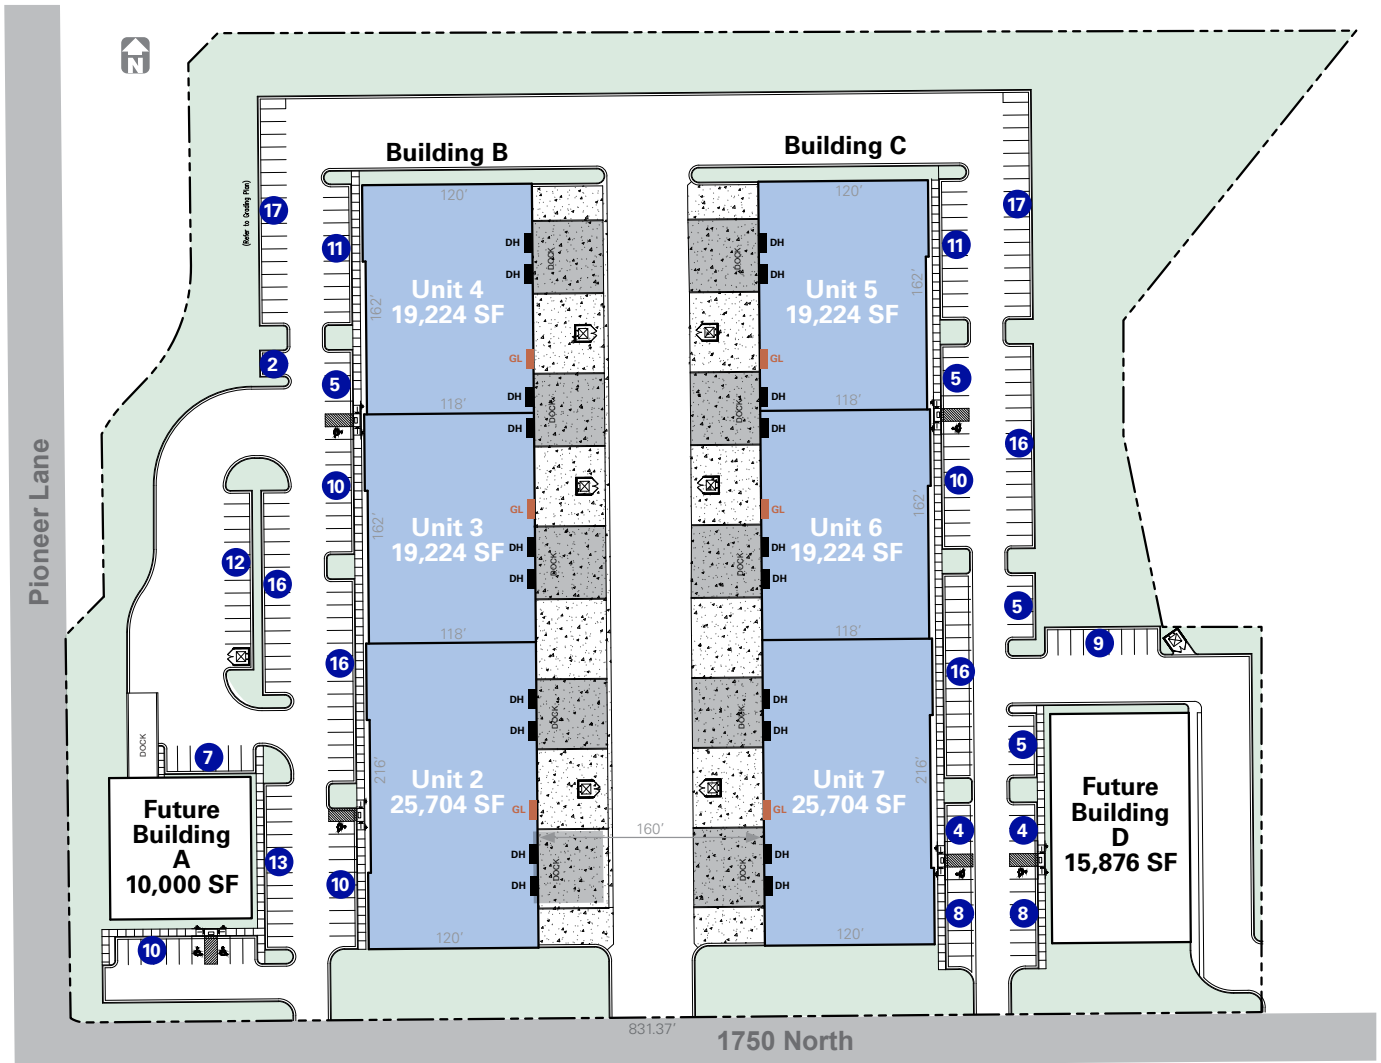 N
Building B
Building C
120'
120'
17
(Refer to Grading Plan)
17
11
DH
DOCK
DOCK
DH
11
DH
DH
162'
Unit 4
19,224 SF
Unit 5
19,224 SF
162'
GL
GL
2
5
5
118'
DH
DOCK
DOCK
DH
118'
DH
DH
16
10
10
GL
GL
162'
Unit 3
19,224 SF
Unit 6
19,224 SF
162'
Pioneer Lane
12
16
DH
DOCK
DOCK
DH
DH
DH
5
118'
118'
9
16
16
DH
DOCK
DOCK
DH
DH
DH
DOCK
7
5
216'
Unit 2
25,704 SF
Unit 7
25,704 SF
216'
GL
GL
Future
Building
A
10,000 SF
Future
Building
D
15,876 SF
160'
4
4
13
DH
DOCK
DOCK
DH
10
DH
DH
8
8
120'
120'
10
831.37'
1750 North